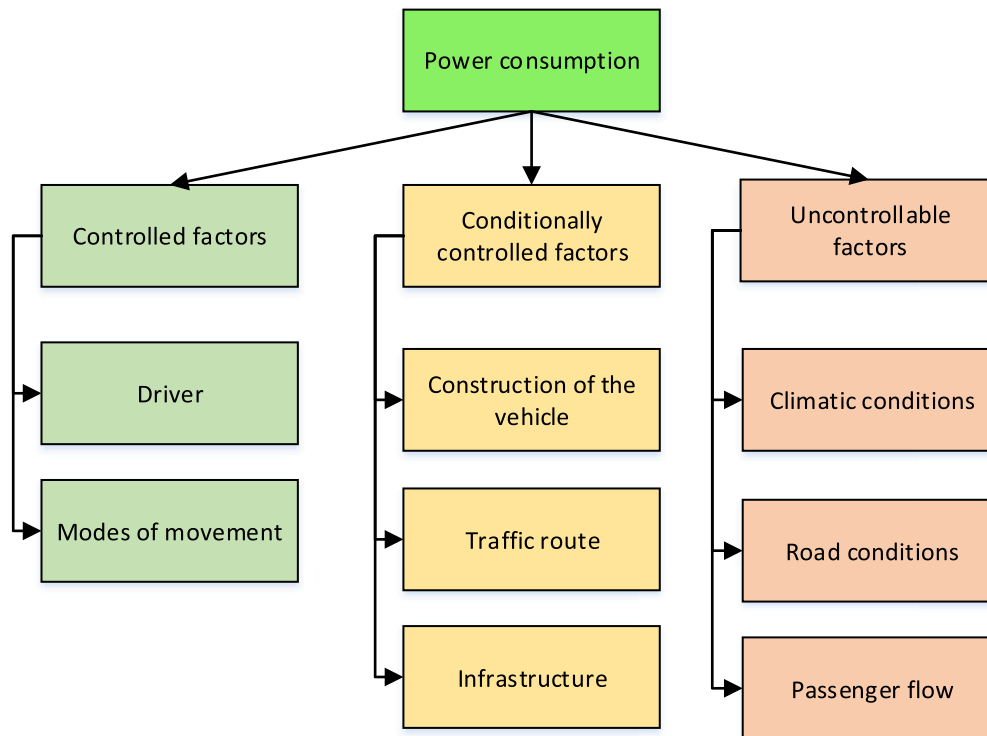 Power consumption
Controlled factors
Conditionally
controlled factors
Uncontrollable
factors
Driver
Construction of the
vehicle
Climatic conditions
Modes of movement
Traffic route
Road conditions
Infrastructure
Passenger flow